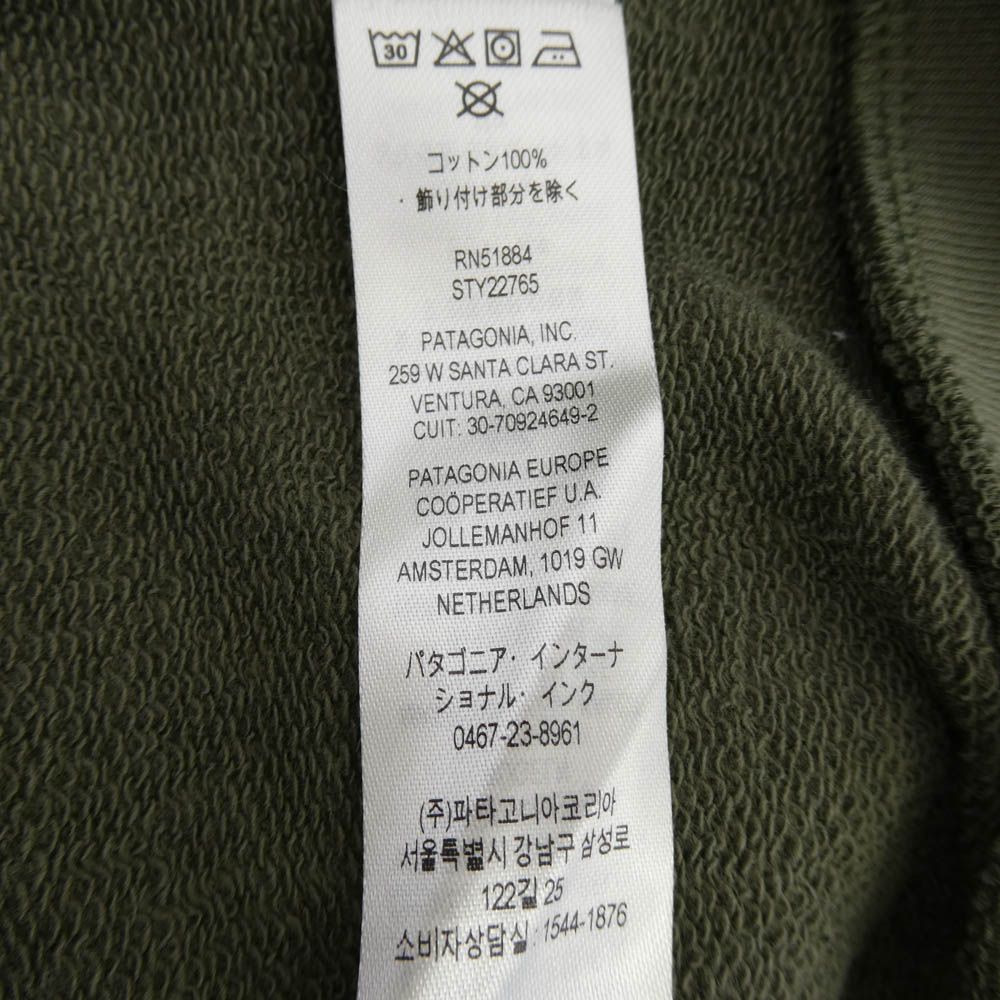 30
コットン100%
・飾り付け部分を除く
RN51884
STY22765
PATAGONIA, INC.
259 W SANTA CLARA ST.
VENTURA, CA 93001
CUIT: 30-70924649-2
PATAGONIA EUROPE
COÖPERATIEF U.A.
JOLLEMANHOF 11
AMSTERDAM, 1019 GW
NETHERLANDS
パタゴニア・インターナ
ショナル・インク
0467-23-8961
(주)파타고니아코리아
서울특별시 강남구 삼성로
122길 25
소비자상담실: 1544-1876